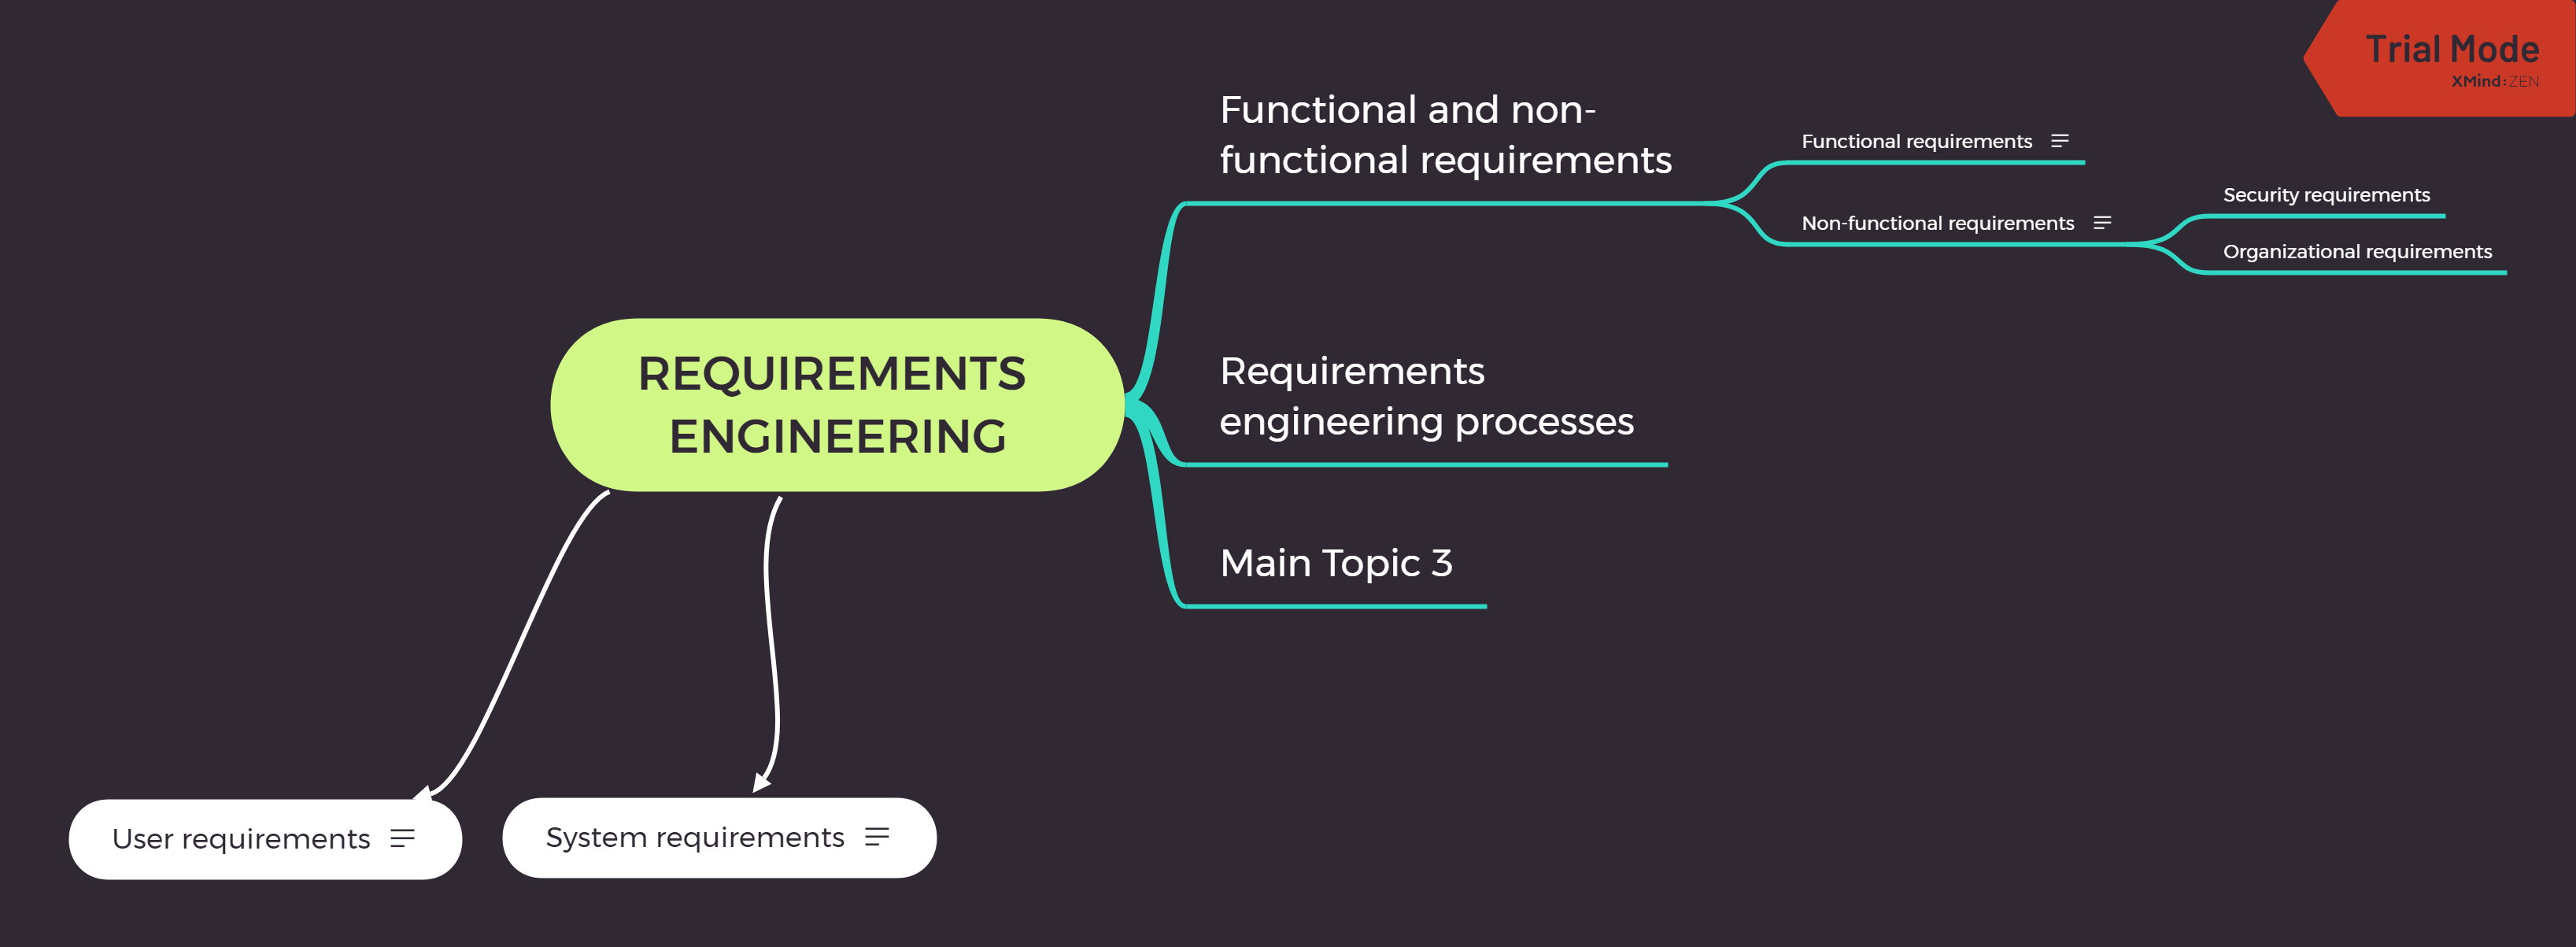 Trial Mode
XMind:ZEN
Functional and non-
functional requirements
Functional requirements
Non-functional requirements
Security requirements
Organizational requirements
REQUIREMENTS
ENGINEERING
Requirements
engineering processes
Main Topic 3
User requirements
System requirements